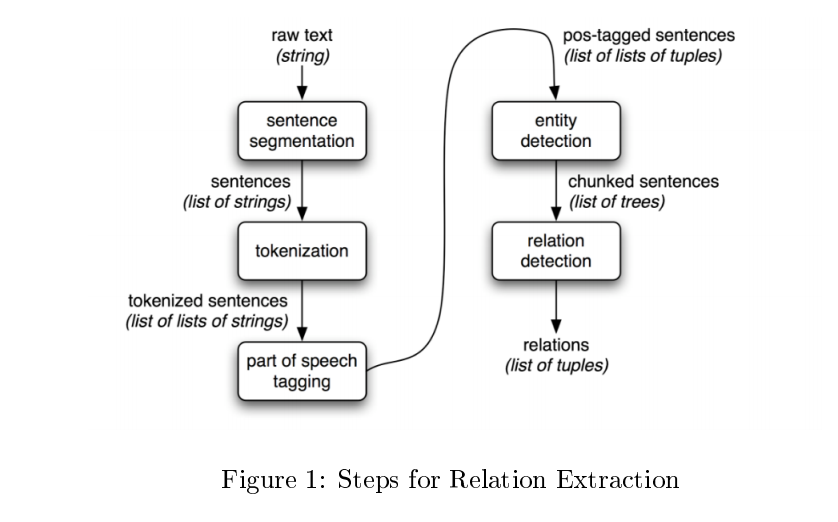 raw text
(string)
sentence
segmentation
sentences
(list of strings)
tokenization
tokenized sentences
(list of lists of strings)
part of speech
tagging
pos-tagged sentences
(list of lists of tuples)
entity
detection
chunked sentences
(list of trees)
relation
detection
relations
(list of tuples)
Figure 1: Steps for Relation Extraction